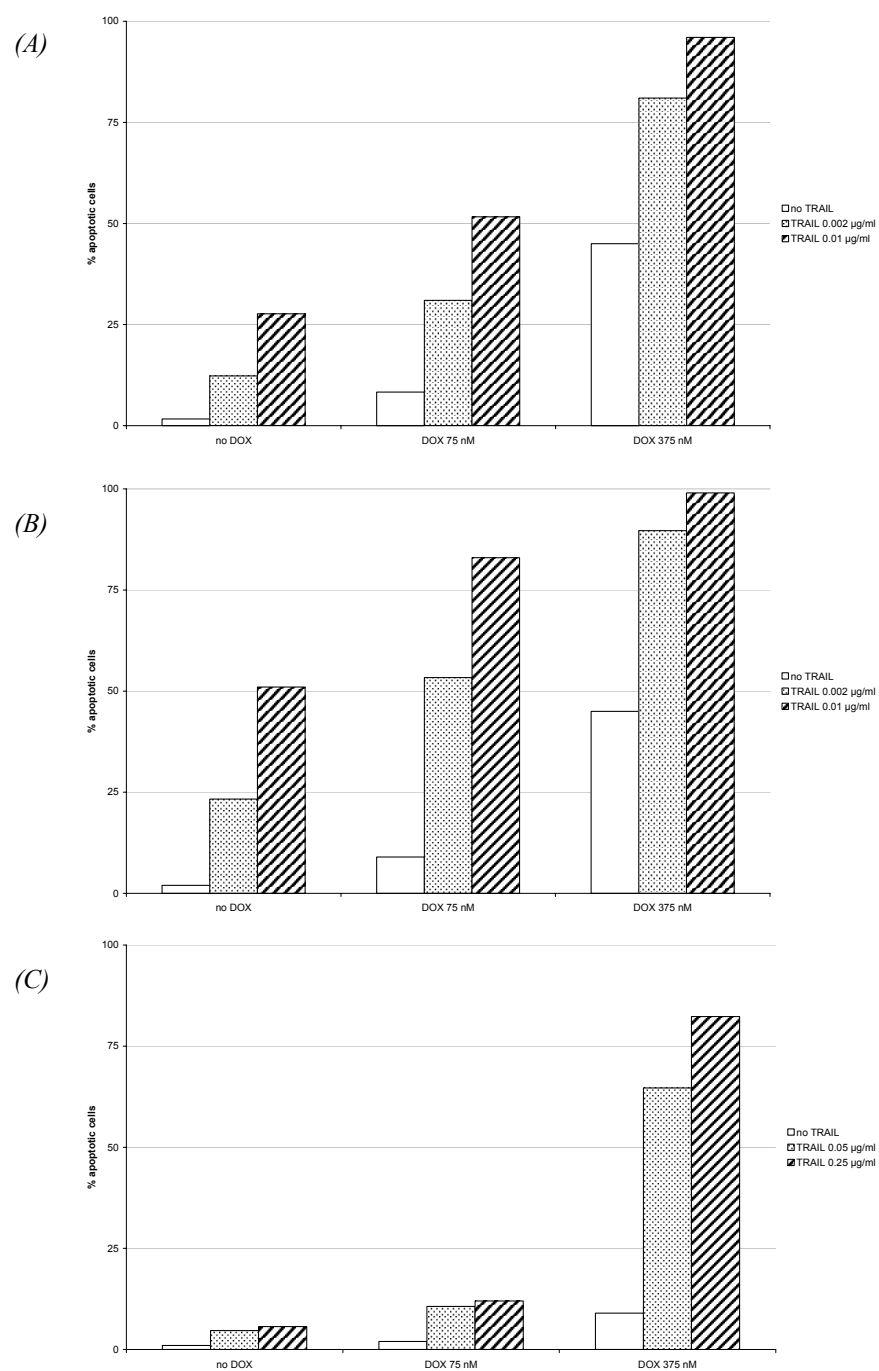 (A)
% apoptotic cells
100
75
50
25
0
no DOX
DOX 75 nM
DOX 375 nM
no TRAIL
TRAIL 0.002 µg/ml
TRAIL 0.01 µg/ml
(B)
% apoptotic cells
100
75
50
25
0
no DOX
DOX 75 nM
DOX 375 nM
no TRAIL
TRAIL 0.002 µg/ml
TRAIL 0.01 µg/ml
(C)
% apoptotic cells
100
75
50
25
0
no DOX
DOX 75 nM
DOX 375 nM
no TRAIL
TRAIL 0.05 µg/ml
TRAIL 0.25 µg/ml